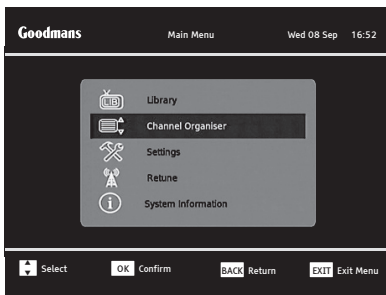 Goodmans Main Menu Wed 08 Sep 16:52
LIB Library
Channel Organiser
Settings
Retune
i System Information
Select OK Confirm BACK Return EXIT Exit Menu